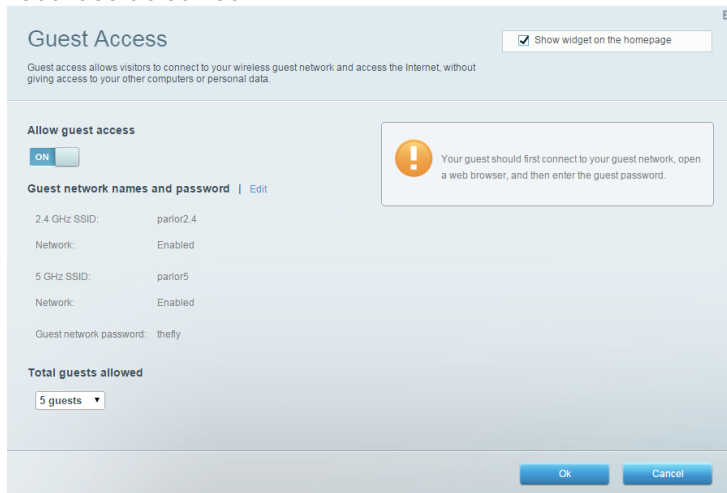 Guest Access
Show widget on the homepage
Guest access allows visitors to connect to your wireless guest network and access the Internet, without
giving access to your other computers or personal data.
Allow guest access
ON
Your guest should first connect to your guest network, open
a web browser, and then enter the guest password.
Guest network names and password | Edit
2.4 GHz SSID: parlor2.4
Network: Enabled
5 GHz SSID: parlor5
Network: Enabled
Guest network password: thefly
Total guests allowed
5 guests
Ok Cancel